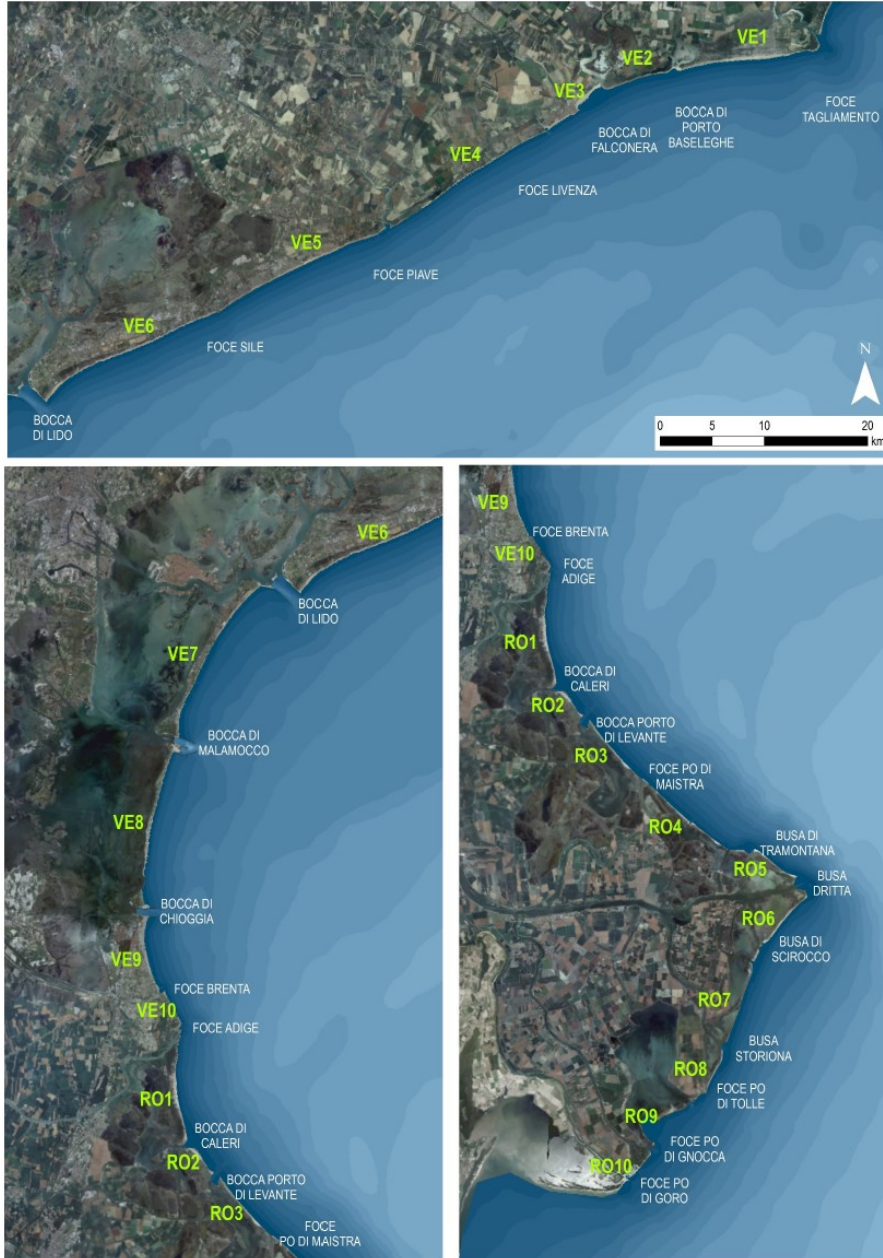 VE1
VE2
VE3
VE4
VE5
VE6
FOCE
TAGLIAMENTO
BOCCA DI
PORTO
BASELEGHE
BOCCA DI
FALCONERA
FOCE LIVENZA
FOCE PIAVE
FOCE SILE
BOCCA
DI LIDO
N
0 5 10 20
km
VE6
BOCCA
DI LIDO
VE7
BOCCA DI
MALAMOCCO
VE8
BOCCA DI
CHIOGGIA
VE9
FOCE BRENTA
VE10
FOCE ADIGE
RO1
BOCCA DI
CALERI
RO2
BOCCA PORTO
DI LEVANTE
RO3
FOCE
PO DI MAISTRA
VE9
FOCE BRENTA
VE10
FOCE
ADIGE
RO1
BOCCA DI
CALERI
RO2
BOCCA PORTO
DI LEVANTE
RO3
FOCE PO DI
MAISTRA
RO4
BUSA DI
TRAMONTANA
RO5
BUSA
DRITTA
RO6
BUSA DI
SCIROCCO
RO7
BUSA
STORIONA
RO8
FOCE PO
DI TOLLE
RO9
FOCE PO
DI GNOCCA
RO10
FOCE PO
DI GORO